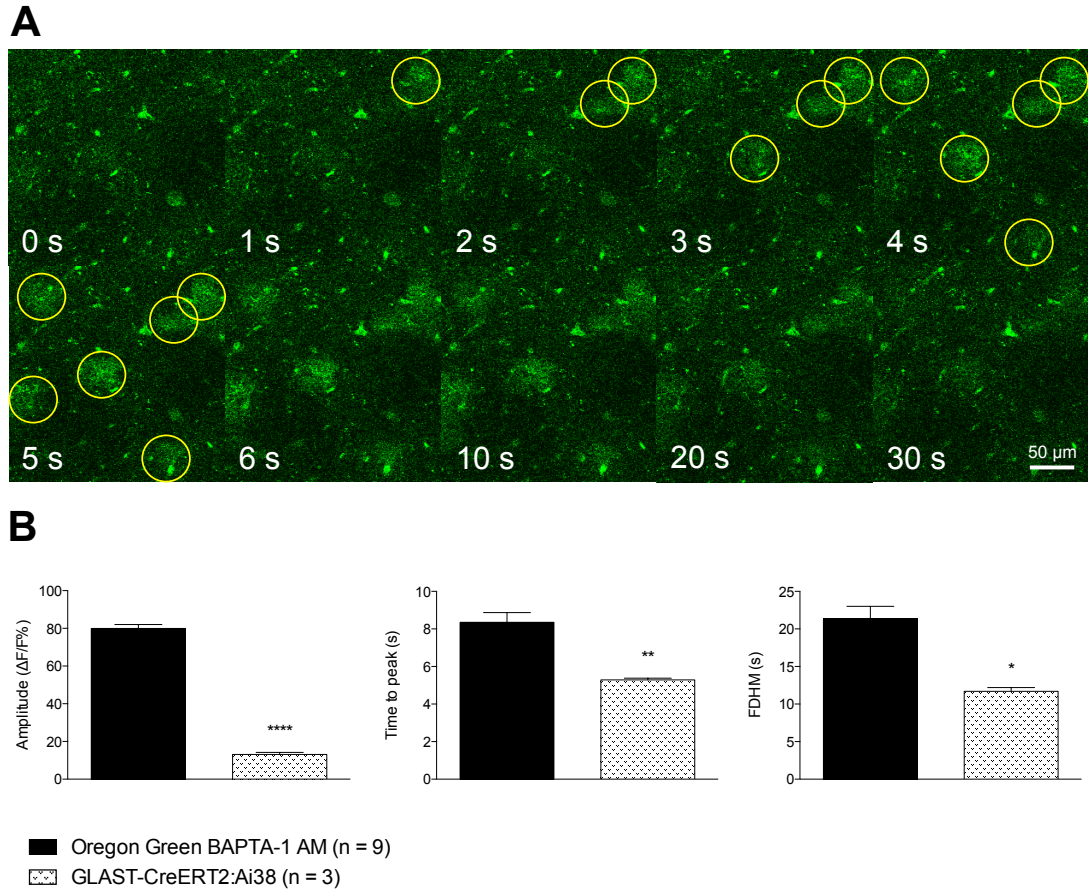 A
0 s 1 s 2 s 3 s 4 s
5 s 6 s 10 s 20 s 30 s
50 µm
B
Amplitude (ΔF/F%)
100
80
60
40
20
0
****
Time to peak (s)
10
8
6
4
2
0
**
FDHM (s)
25
20
15
10
5
0
*
Oregon Green BAPTA-1 AM (n = 9)
GLAST-CreERT2:Ai38 (n = 3)